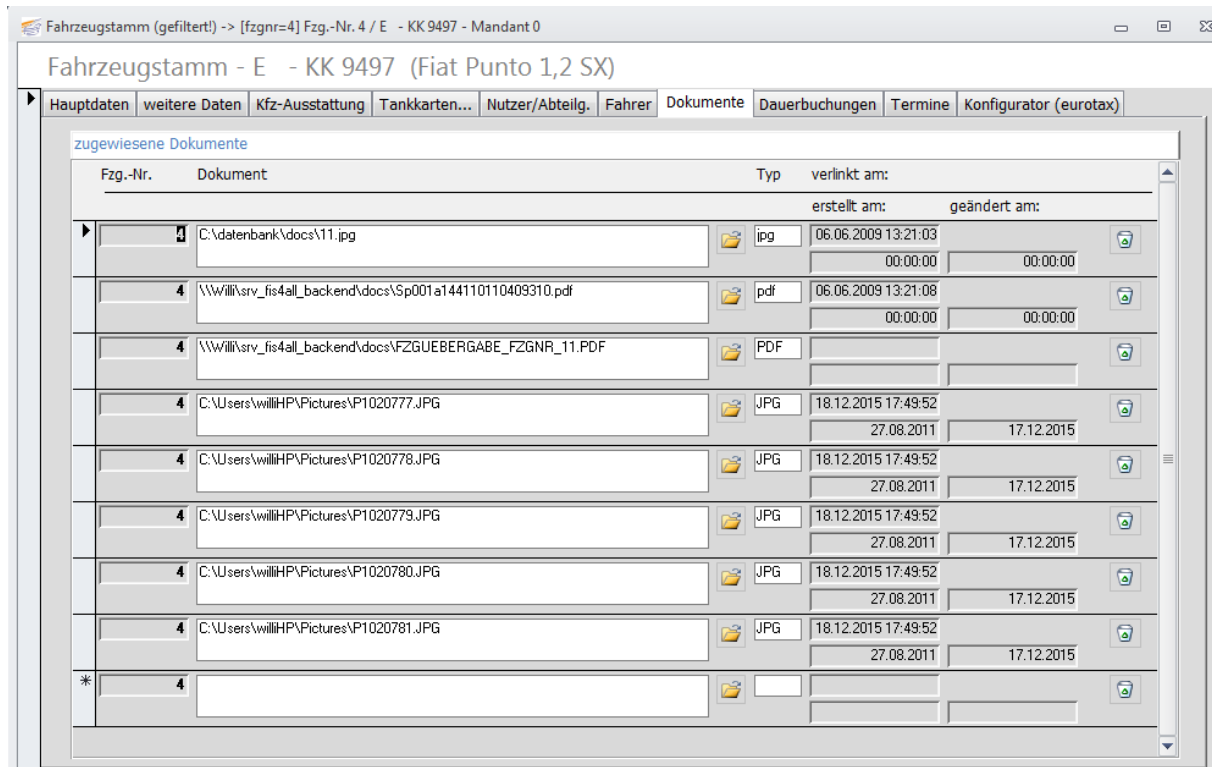 Fahrzeugstamm (gefiltert!) -> [fzgnr=4] Fzg.-Nr. 4 / E - KK 9497 - Mandant 0
Fahrzeugstamm - E - KK 9497 (Fiat Punto 1,2 SX)
Hauptdaten weitere Daten Kfz-Ausstattung Tankkarten... Nutzer/Abteilg. Fahrer Dokumente Dauerbuchungen Termine Konfigurator (eurotax)
zugewiesene Dokumente
Fzg.-Nr. Dokument Typ verlinkt am:
erstellt am: geändert am:
4 C:\datenbank\docs\11.jpg jpg 06.06.2009 13:21:03
00:00:00 00:00:00
4 \\Willi\srv_fis4all_backend\docs\Sp001a144110110409310.pdf pdf 06.06.2009 13:21:08
00:00:00 00:00:00
4 \\Willi\srv_fis4all_backend\docs\FZGUEBERGABE_FZGNR_11.PDF PDF
4 C:\Users\williHP\Pictures\P1020777.JPG JPG 18.12.2015 17:49:52
27.08.2011 17.12.2015
4 C:\Users\williHP\Pictures\P1020778.JPG JPG 18.12.2015 17:49:52
27.08.2011 17.12.2015
4 C:\Users\williHP\Pictures\P1020779.JPG JPG 18.12.2015 17:49:52
27.08.2011 17.12.2015
4 C:\Users\williHP\Pictures\P1020780.JPG JPG 18.12.2015 17:49:52
27.08.2011 17.12.2015
4 C:\Users\williHP\Pictures\P1020781.JPG JPG 18.12.2015 17:49:52
27.08.2011 17.12.2015
* 4